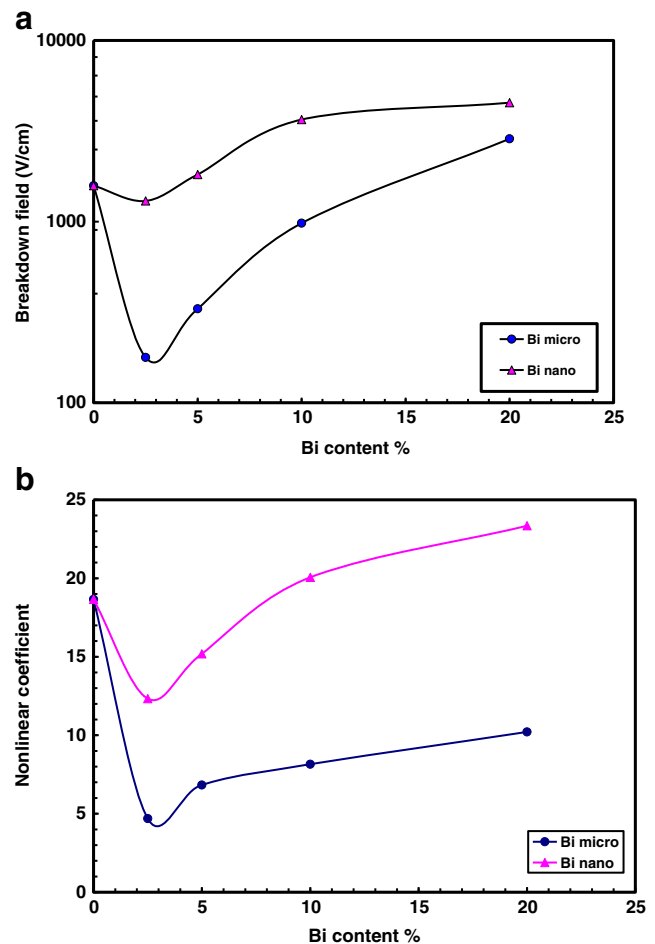 a
10000
1000
100
Breakdown field (V/cm)
Bi micro
Bi nano
0 5 10 15 20 25
Bi content %
b
25
20
15
10
5
0
Nonlinear coefficient
Bi micro
Bi nano
0 5 10 15 20 25
Bi content %